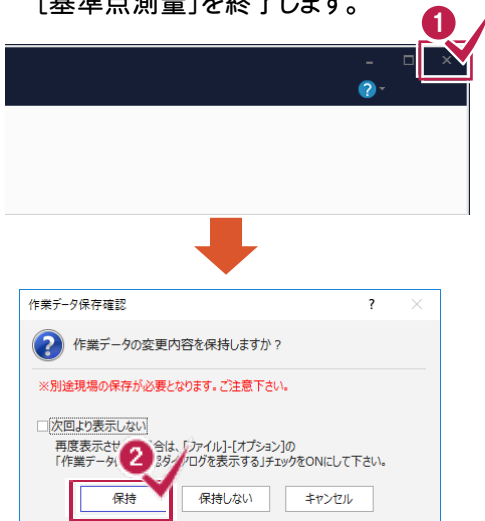 [基準点測量]を終了します。
1
?
作業データ保存確認 ?
? 作業データの変更内容を保持しますか?
※別途現場の保存が必要となります。ご注意下さい。
次回より表示しない
再度表示させ 合は、[ファイル]-[オプション]の
「作業データ ログを表示する」チェックをONにして下さい。
2
保持 保持しない キャンセル